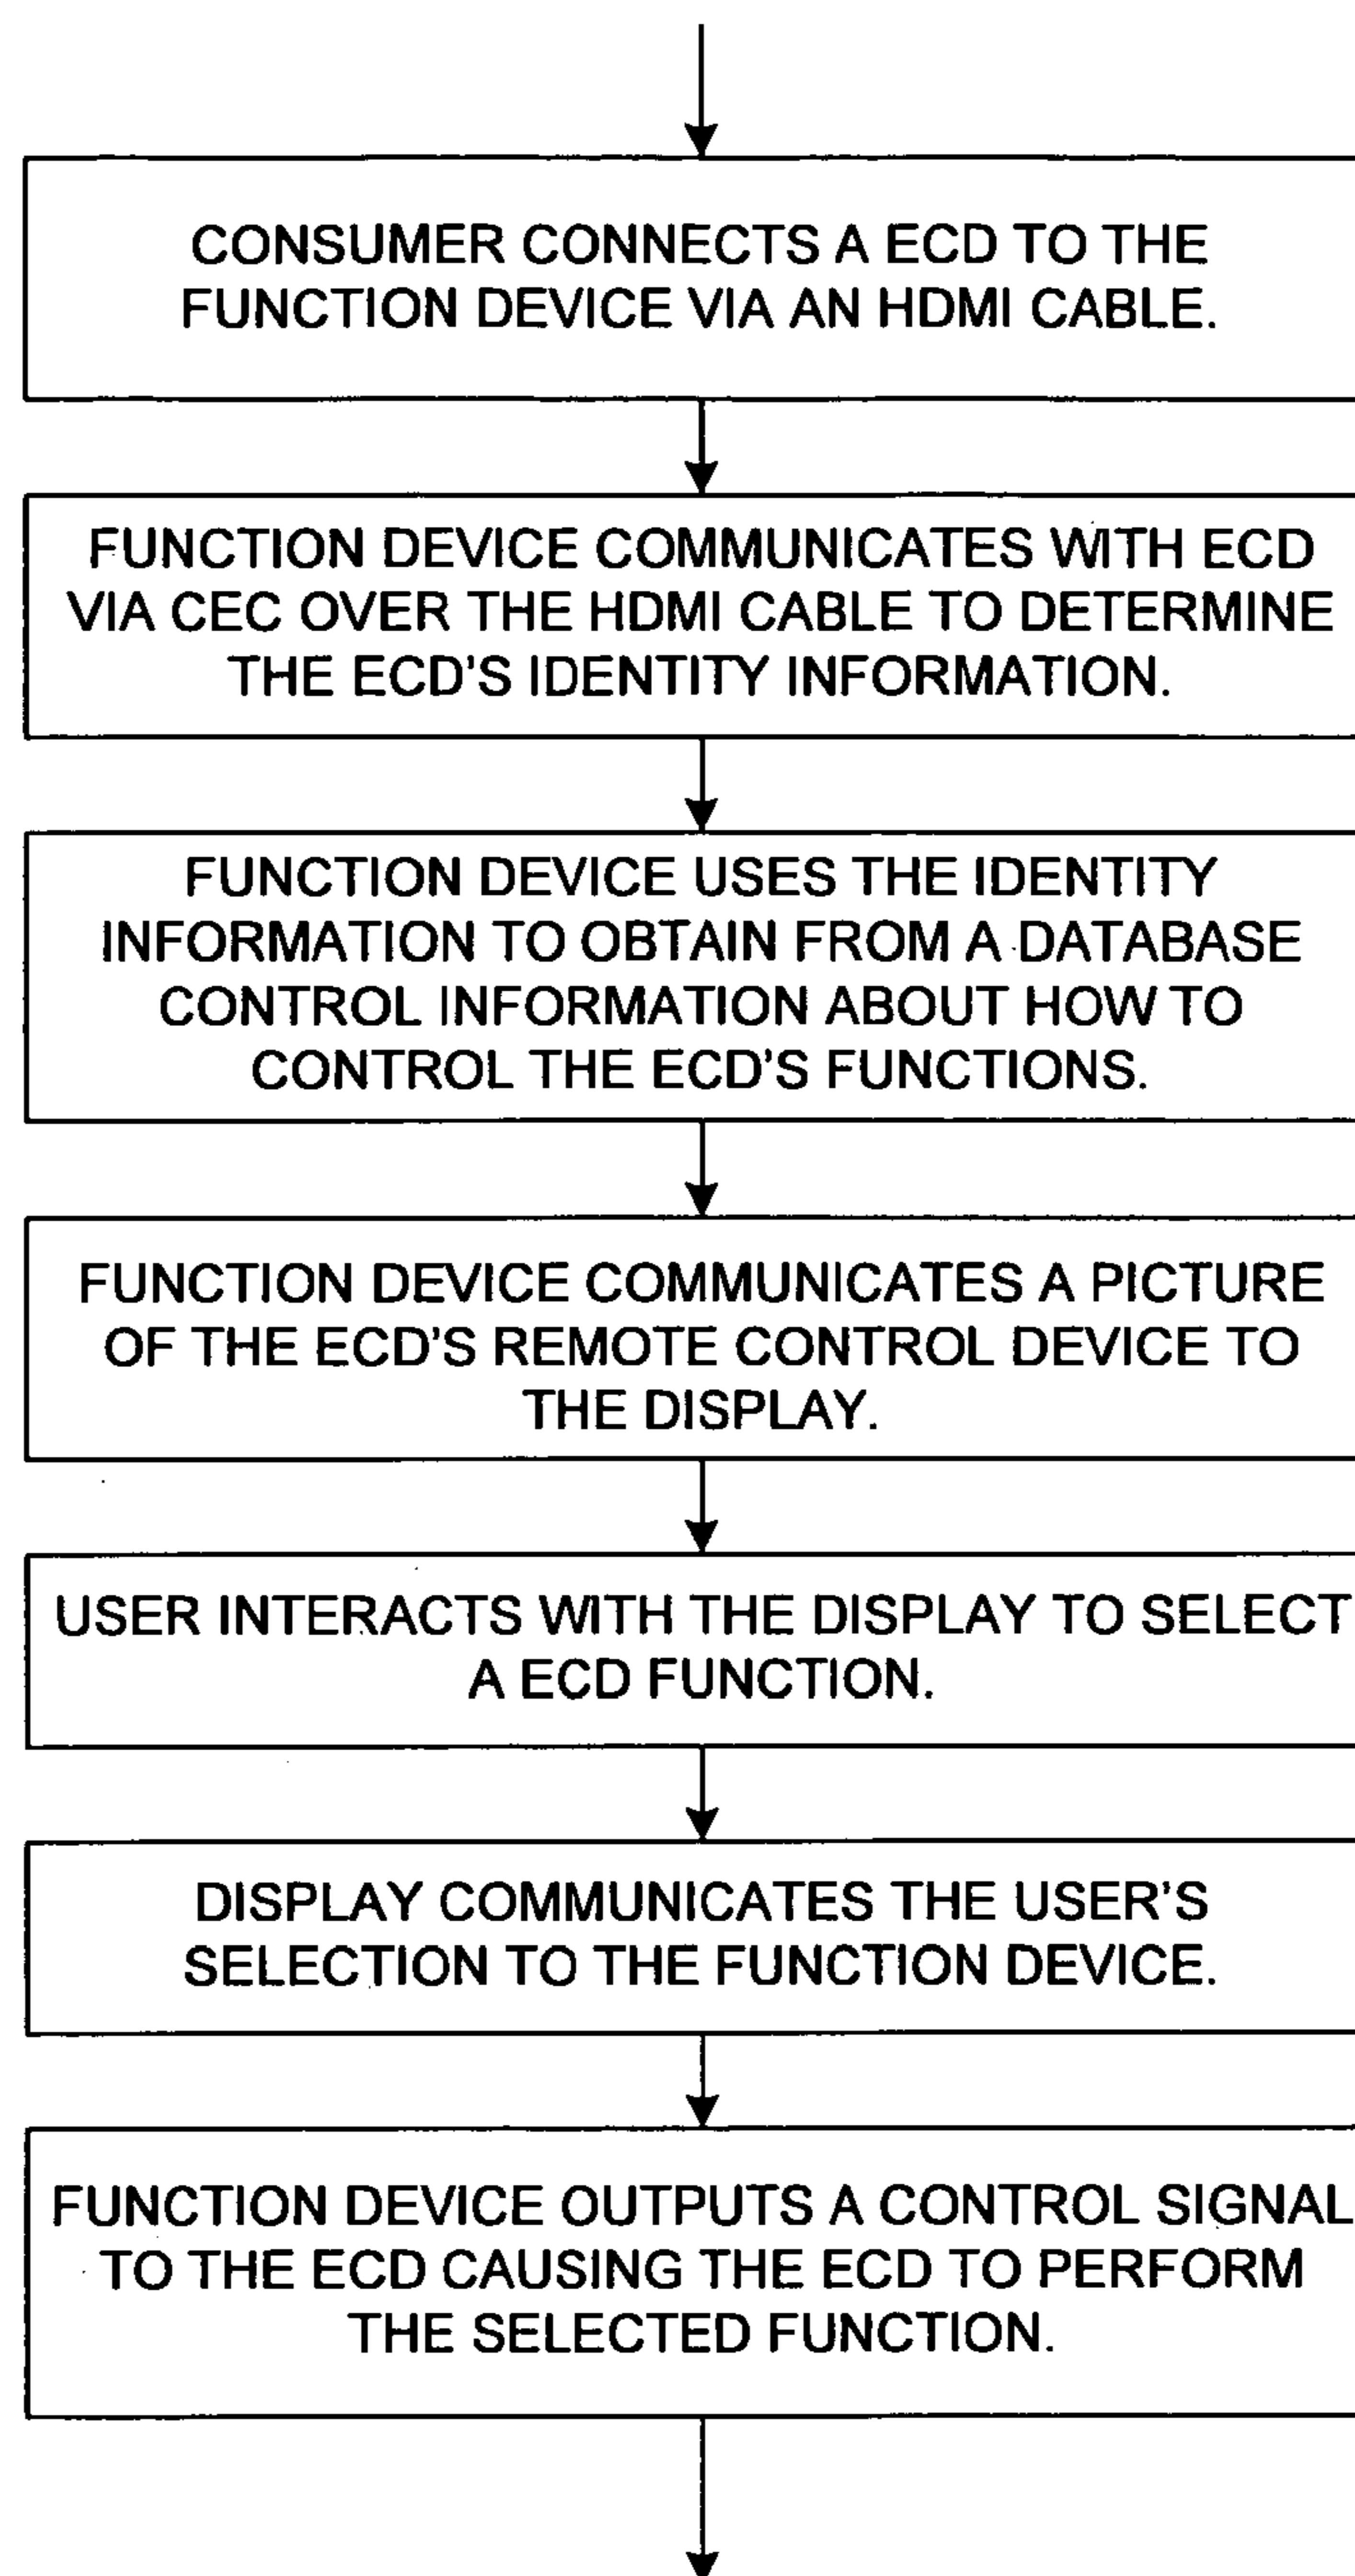 CONSUMER CONNECTS A ECD TO THE
FUNCTION DEVICE VIA AN HDMI CABLE.
FUNCTION DEVICE COMMUNICATES WITH ECD
VIA CEC OVER THE HDMI CABLE TO DETERMINE
THE ECD'S IDENTITY INFORMATION.
FUNCTION DEVICE USES THE IDENTITY
INFORMATION TO OBTAIN FROM A DATABASE
CONTROL INFORMATION ABOUT HOW TO
CONTROL THE ECD'S FUNCTIONS.
FUNCTION DEVICE COMMUNICATES A PICTURE
OF THE ECD'S REMOTE CONTROL DEVICE TO
THE DISPLAY.
USER INTERACTS WITH THE DISPLAY TO SELECT
A ECD FUNCTION.
DISPLAY COMMUNICATES THE USER'S
SELECTION TO THE FUNCTION DEVICE.
FUNCTION DEVICE OUTPUTS A CONTROL SIGNAL
TO THE ECD CAUSING THE ECD TO PERFORM
THE SELECTED FUNCTION.